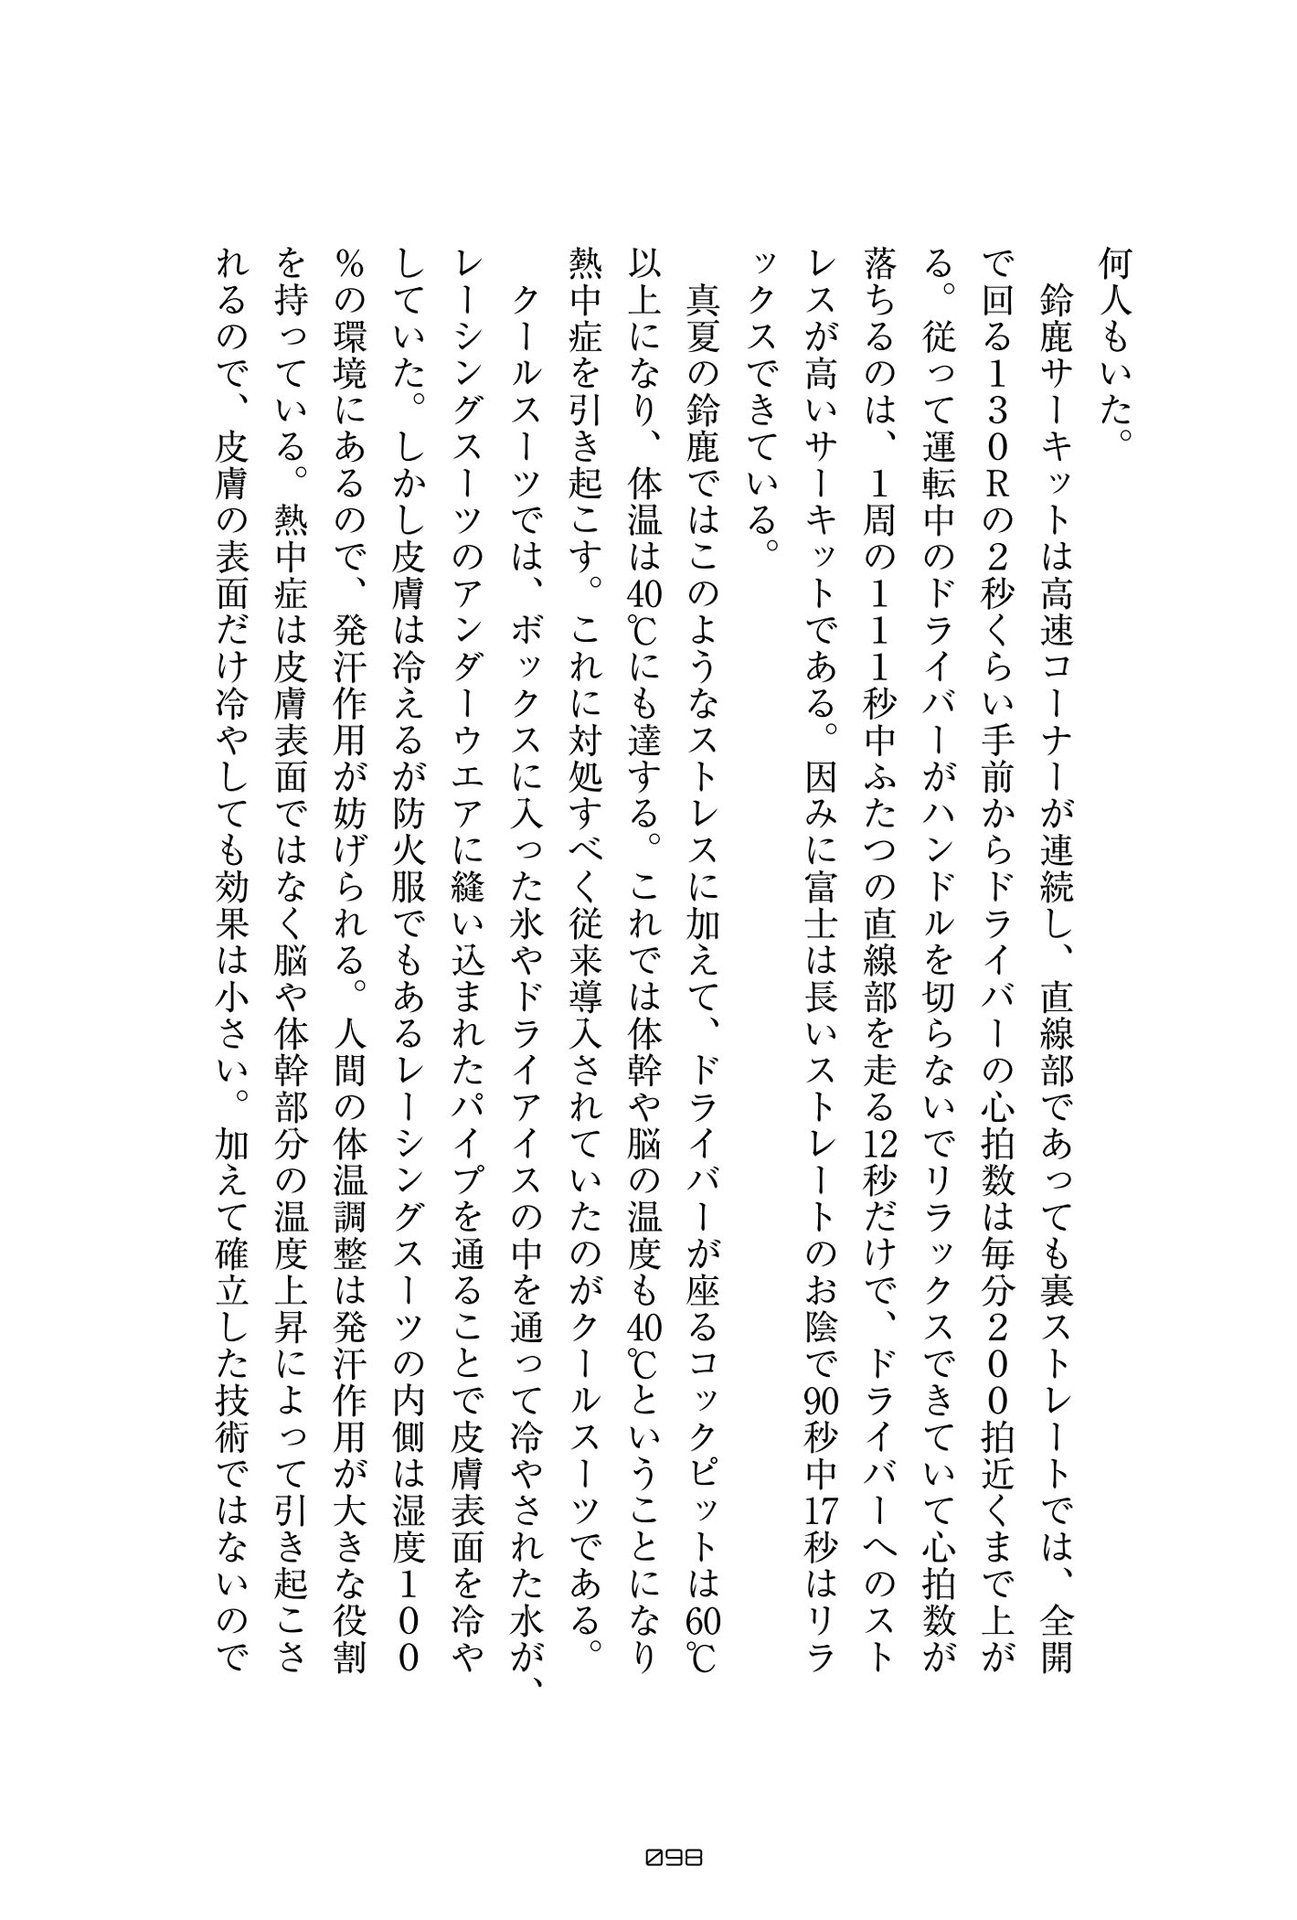 何人もいた。
　鈴鹿サーキットは高速コーナーが連続し、直線部であっても裏ストレートでは、全開
で回る１３０Ｒの２秒くらい手前からドライバーの心拍数は毎分２００拍近くまで上が
る。従って運転中のドライバーがハンドルを切らないでリラックスできていて心拍数が
落ちるのは、１周の１１１秒中ふたつの直線部を走る12秒だけで、ドライバーへのスト
レスが高いサーキットである。因みに富士は長いストレートのお陰で90秒中17秒はリラ
ックスできている。
　真夏の鈴鹿ではこのようなストレスに加えて、ドライバーが座るコックピットは60℃
以上になり、体温は40℃にも達する。これでは体幹や脳の温度も40℃ということになり
熱中症を引き起こす。これに対処すべく従来導入されていたのがクールスーツである。
　クールスーツでは、ボックスに入った氷やドライアイスの中を通って冷やされた水が、
レーシングスーツのアンダーウエアに縫い込まれたパイプを通ることで皮膚表面を冷や
していた。しかし皮膚は冷えるが防火服でもあるレーシングスーツの内側は湿度１００
％の環境にあるので、発汗作用が妨げられる。人間の体温調整は発汗作用が大きな役割
を持っている。熱中症は皮膚表面ではなく脳や体幹部分の温度上昇によって引き起こさ
れるので、皮膚の表面だけ冷やしても効果は小さい。加えて確立した技術ではないので
098